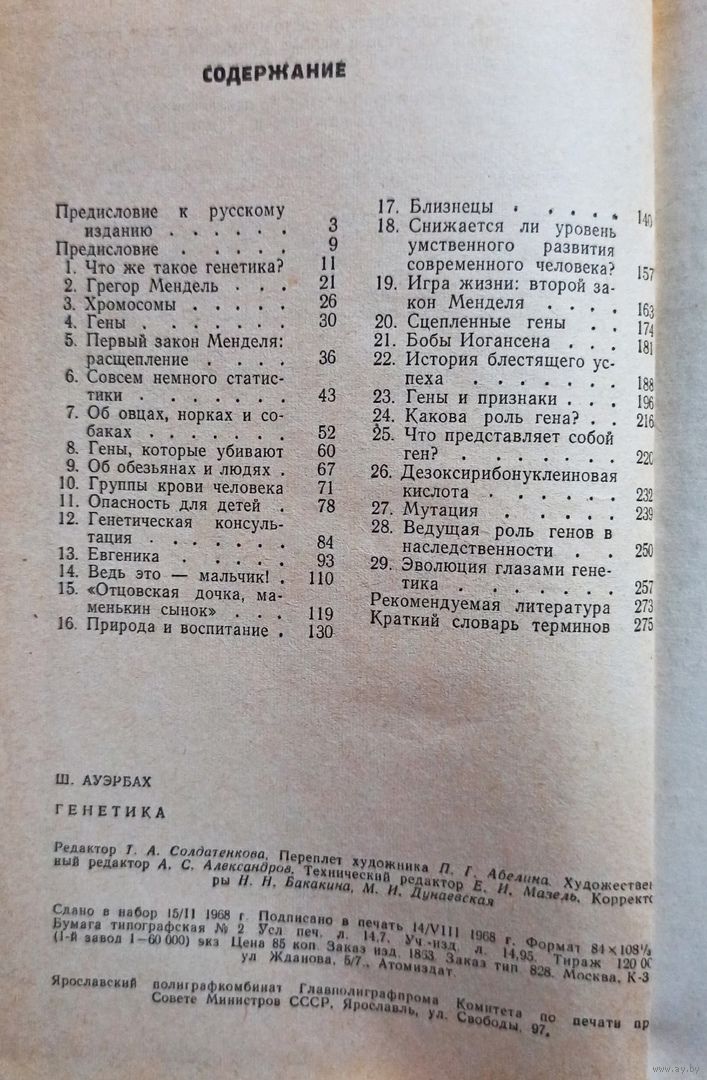 СОДЕРЖАНИЕ
Предисловие к русскому
изданию . . . . . . 3
Предисловие . . . . . 9
1. Что же такое генетика? 11
2. Грегор Мендель . . . 21
3. Хромосомы . . . . . 26
4. Гены . . . . . . . 30
5. Первый закон Менделя:
расщепление . . . . 36
6. Совсем немного статис-
тики . . . . . . . 43
7. Об овцах, норках и со-
баках . . . . . . . 52
8. Гены, которые убивают 60
9. Об обезьянах и людях . 67
10. Группы крови человека 71
11. Опасность для детей . 78
12. Генетическая консуль-
тация . . . . . . . 84
13. Евгеника . . . . . 93
14. Ведь это — мальчик! . 110
15. «Отцовская дочка, ма-
менькин сынок» . . . 119
16. Природа и воспитание . 130
17. Близнецы . . . . . 140
18. Снижается ли уровень
умственного развития
современного человека? 157
19. Игра жизни: второй за-
кон Менделя . . . . 163
20. Сцепленные гены . . 174
21. Бобы Иогансена . . . 181
22. История блестящего ус-
пеха . . . . . . . 188
23. Гены и признаки . . 196
24. Какова роль гена? . . 216
25. Что представляет собой
ген? . . . . . . . 220
26. Дезоксирибонуклеиновая
кислота . . . . . . 232
27. Мутация . . . . . 239
28. Ведущая роль генов в
наследственности . . 250
29. Эволюция глазами гене-
тика . . . . . . . 257
Рекомендуемая литература 273
Краткий словарь терминов 275
Ш. АУЭРБАХ
ГЕНЕТИКА
Редактор Т. А. Солдатенкова, Переплет художника П. Г. Абелина. Художествен
ный редактор А. С. Александров, Технический редактор Е. И. Мазель, Корректо
ры Н. Н. Бакакина, М. И. Дунаевская
Сдано в набор 15/II 1968 г. Подписано в печать 14/VIII 1968 г. Формат 84×108¹/
Бумага типографская № 2 Усл печ. л. 14,7. Уч-изд. л. 14,95. Тираж 120 00
(1-й завод 1—60 000) экз Цена 85 коп. Заказ изд. 1833 Заказ тип 828. Москва, К-3
ул Жданова, 5/7., Атомиздат.
Ярославский полиграфкомбинат Главполиграфпрома Комитета по печати пр
Совете Министров СССР, Ярославль, ул. Свободы, 97.
www.ay.by